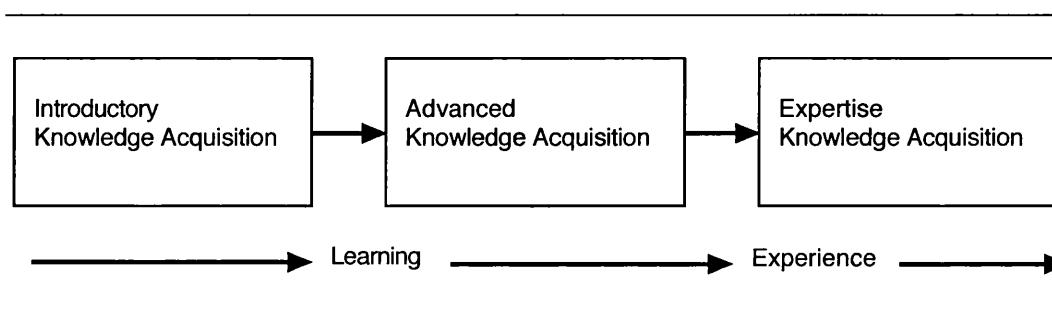 Introductory
Knowledge Acquisition
Advanced
Knowledge Acquisition
Expertise
Knowledge Acquisition
Learning
Experience